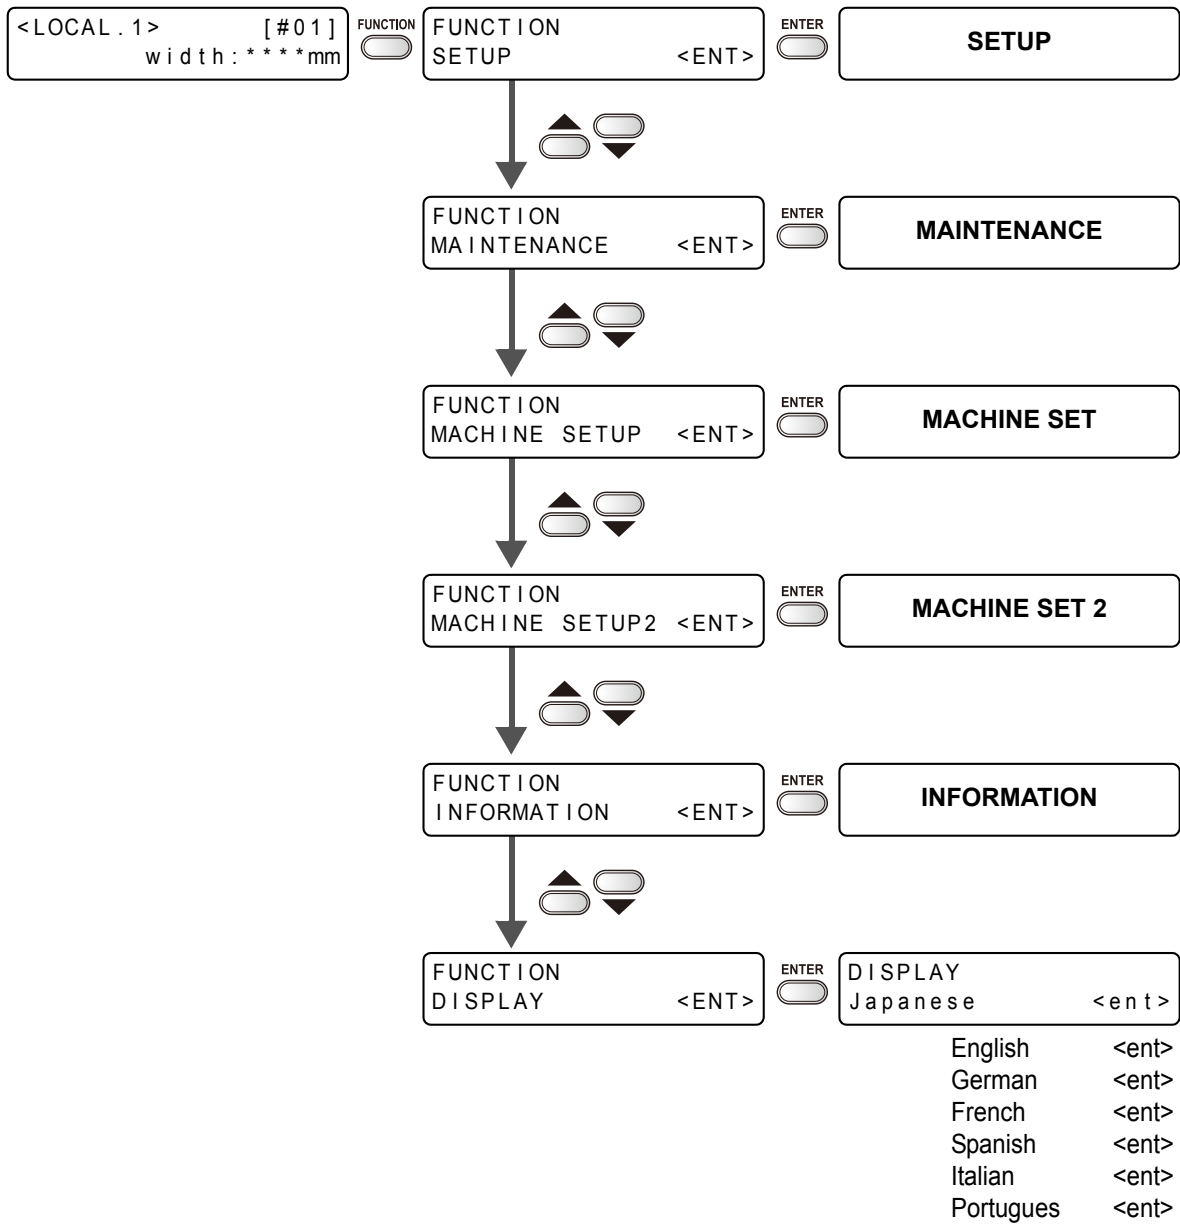 <LOCAL.1> [#01]
width:****mm
FUNCTION
FUNCTION
SETUP <ENT>
ENTER
SETUP
FUNCTION
MAINTENANCE <ENT>
ENTER
MAINTENANCE
FUNCTION
MACHINE SETUP <ENT>
ENTER
MACHINE SET
FUNCTION
MACHINE SETUP2 <ENT>
ENTER
MACHINE SET 2
FUNCTION
INFORMATION <ENT>
ENTER
INFORMATION
FUNCTION
DISPLAY <ENT>
ENTER
DISPLAY
Japanese <ent>
English <ent>
German <ent>
French <ent>
Spanish <ent>
Italian <ent>
Portugues <ent>